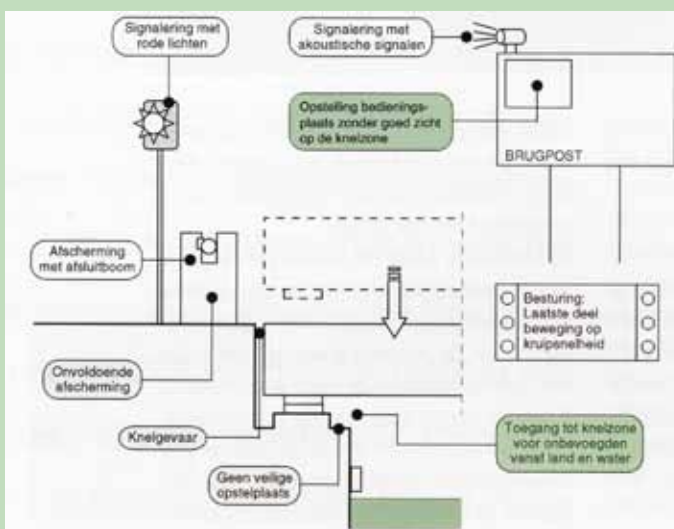 Signalering met
rode lichten
Signalering met
akoustische signalen
Opstelling bedienings-
plaats zonder goed zicht
op de knelzone
BRUGPOST
Afscherming
met afsluitboom
Besturing:
Laatste deel
beweging op
kruipsnelheid
Onvoldoende
afscherming
Knelgevaar
Toegang tot knelzone
voor onbevoegden
vanaf land en water
Geen veilige
opstelplaats